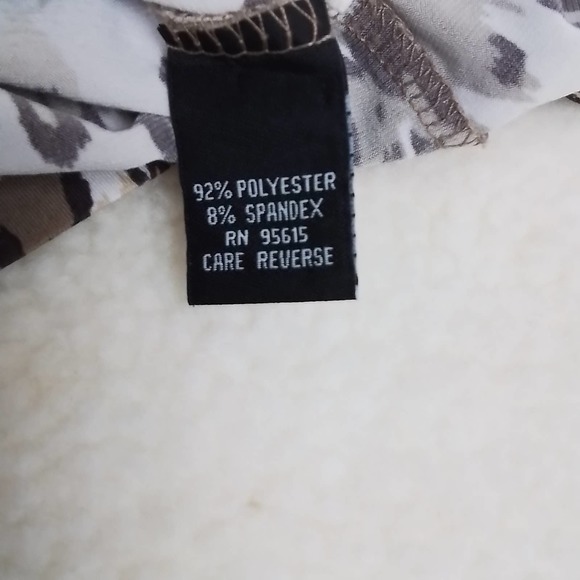 92% POLYESTER
8% SPANDEX
RN 95615
CARE REVERSE